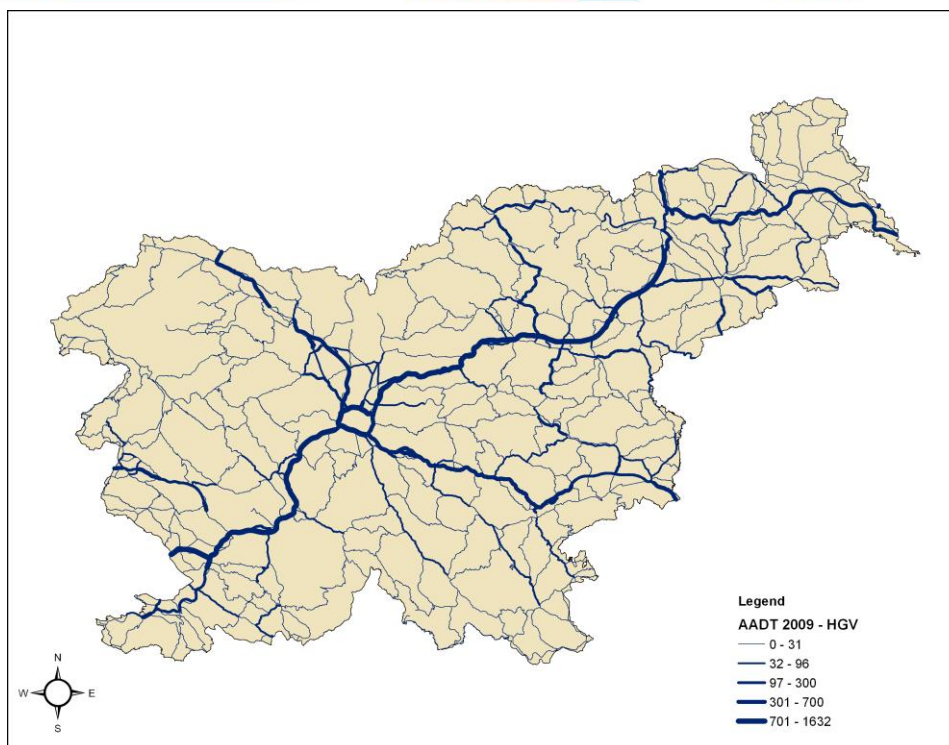 Legend
AADT 2009 - HGV
0 - 31
32 - 96
97 - 300
301 - 700
701 - 1632
N
W E
S